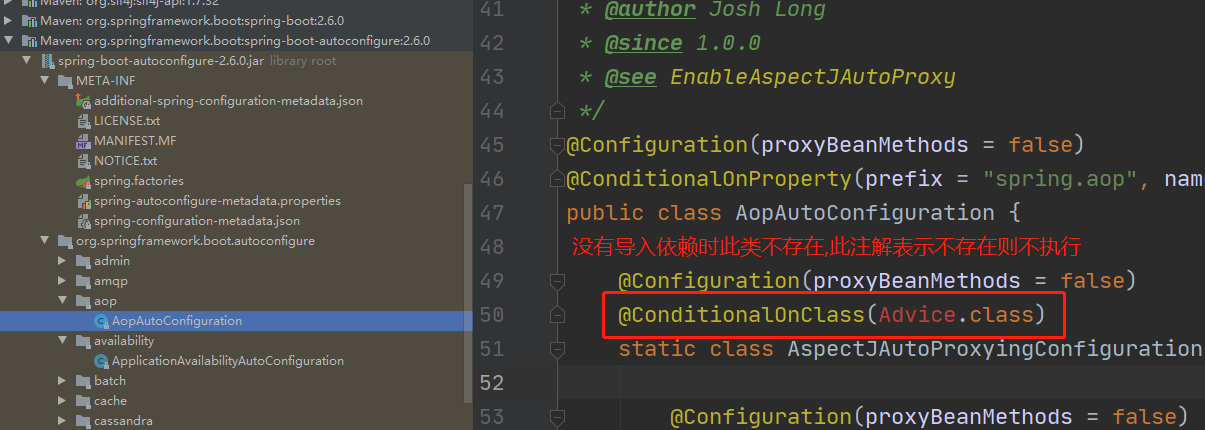 Maven: org.slf4j:slf4j-api:1.7.32
Maven: org.springframework.boot:spring-boot:2.6.0
Maven: org.springframework.boot:spring-boot-autoconfigure:2.6.0
spring-boot-autoconfigure-2.6.0.jar library root
META-INF
additional-spring-configuration-metadata.json
LICENSE.txt
MANIFEST.MF
NOTICE.txt
spring.factories
spring-autoconfigure-metadata.properties
spring-configuration-metadata.json
org.springframework.boot.autoconfigure
admin
amqp
aop
AopAutoConfiguration
availability
ApplicationAvailabilityAutoConfiguration
batch
cache
cassandra
41 * @author Josh Long
42 * @since 1.0.0
43 * @see EnableAspectJAutoProxy
44 */
45 @Configuration(proxyBeanMethods = false)
46 @ConditionalOnProperty(prefix = "spring.aop", nam
47 public class AopAutoConfiguration {
48 没有导入依赖时此类不存在,此注解表示不存在则不执行
49 @Configuration(proxyBeanMethods = false)
50 @ConditionalOnClass(Advice.class)
51 static class AspectJAutoProxyingConfiguration
52
53 @Configuration(proxyBeanMethods = false)